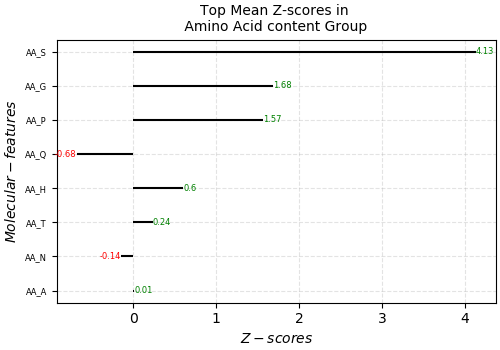 Top Mean Z-scores in
Amino Acid content Group
AA_S
4.13
AA_G
1.68
AA_P
1.57
AA_Q
-0.68
AA_H
0.6
AA_T
0.24
AA_N
-0.14
AA_A
0.01
Molecular-features
0
1
2
3
4
Z-scores